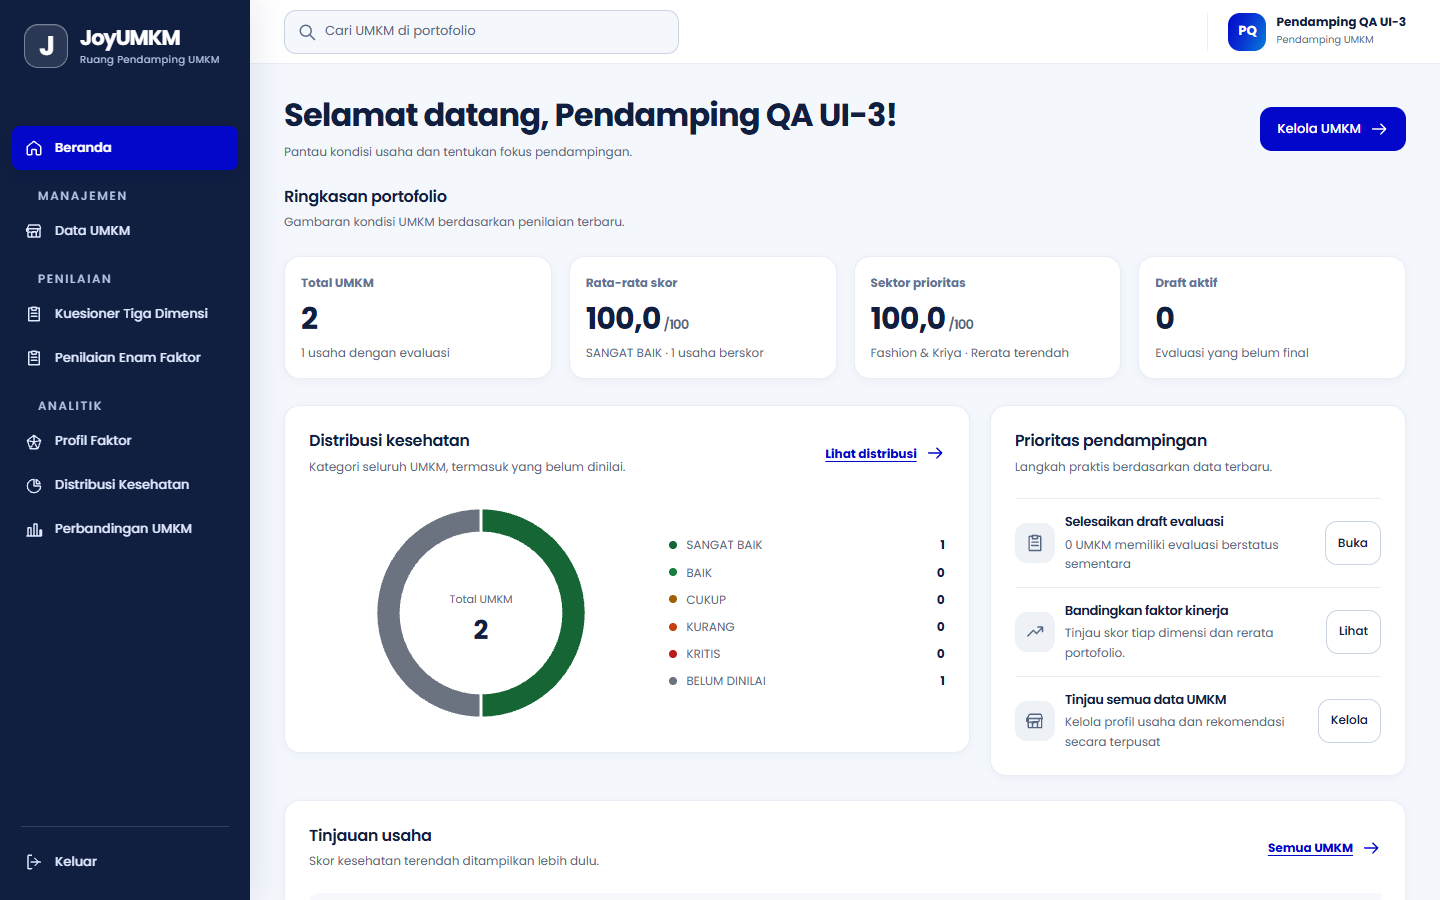 J
JoyUMKM
Ruang Pendamping UMKM
Beranda
MANAJEMEN
Data UMKM
PENILAIAN
Kuesioner Tiga Dimensi
Penilaian Enam Faktor
ANALITIK
Profil Faktor
Distribusi Kesehatan
Perbandingan UMKM
Keluar
Cari UMKM di portofolio
PQ
Pendamping QA UI-3
Pendamping UMKM
Selamat datang, Pendamping QA UI-3!
Pantau kondisi usaha dan tentukan fokus pendampingan.
Kelola UMKM
Ringkasan portofolio
Gambaran kondisi UMKM berdasarkan penilaian terbaru.
Total UMKM
2
1 usaha dengan evaluasi
Rata-rata skor
100,0 /100
SANGAT BAIK · 1 usaha berskor
Sektor prioritas
100,0 /100
Fashion & Kriya · Rerata terendah
Draft aktif
0
Evaluasi yang belum final
Distribusi kesehatan
Kategori seluruh UMKM, termasuk yang belum dinilai.
Lihat distribusi
Total UMKM
2
SANGAT BAIK 1
BAIK 0
CUKUP 0
KURANG 0
KRITIS 0
BELUM DINILAI 1
Prioritas pendampingan
Langkah praktis berdasarkan data terbaru.
Selesaikan draft evaluasi
0 UMKM memiliki evaluasi berstatus
sementara
Buka
Bandingkan faktor kinerja
Tinjau skor tiap dimensi dan rerata
portofolio.
Lihat
Tinjau semua data UMKM
Kelola profil usaha dan rekomendasi
secara terpusat
Kelola
Tinjauan usaha
Skor kesehatan terendah ditampilkan lebih dulu.
Semua UMKM